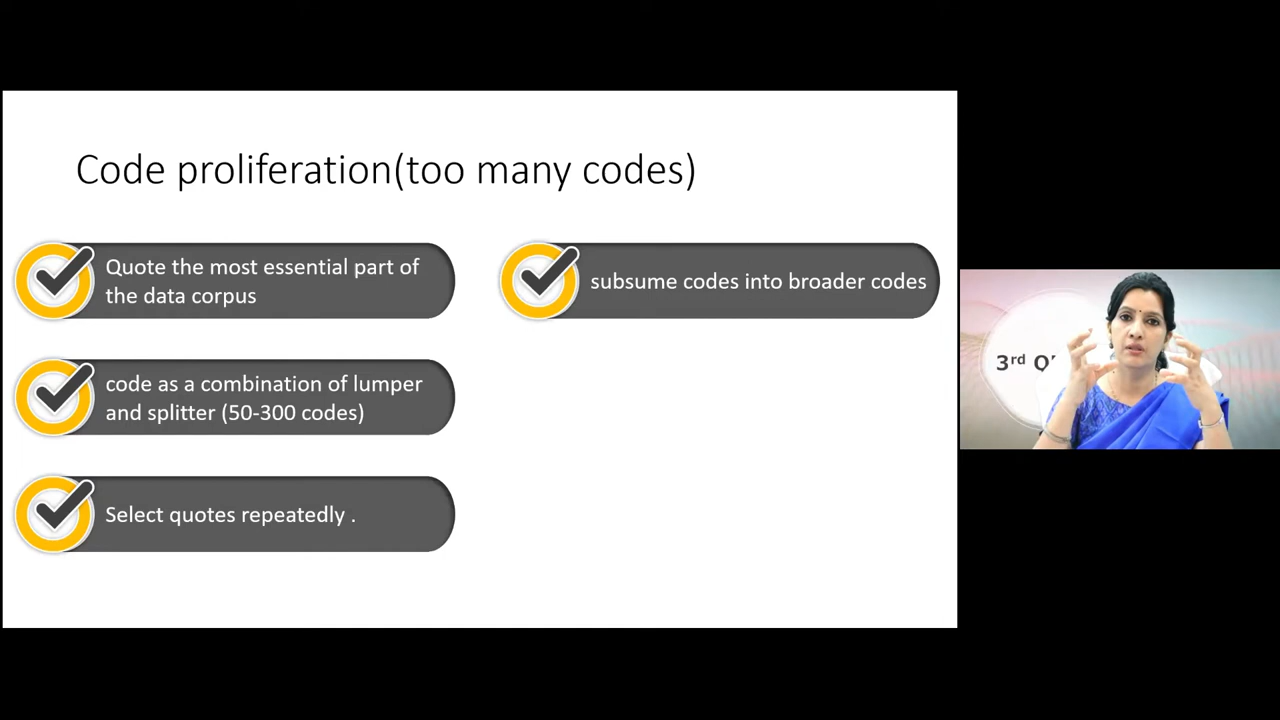 Code proliferation(too many codes)
Quote the most essential part of
the data corpus
code as a combination of lumper
and splitter (50-300 codes)
Select quotes repeatedly .
subsume codes into broader codes
3rd